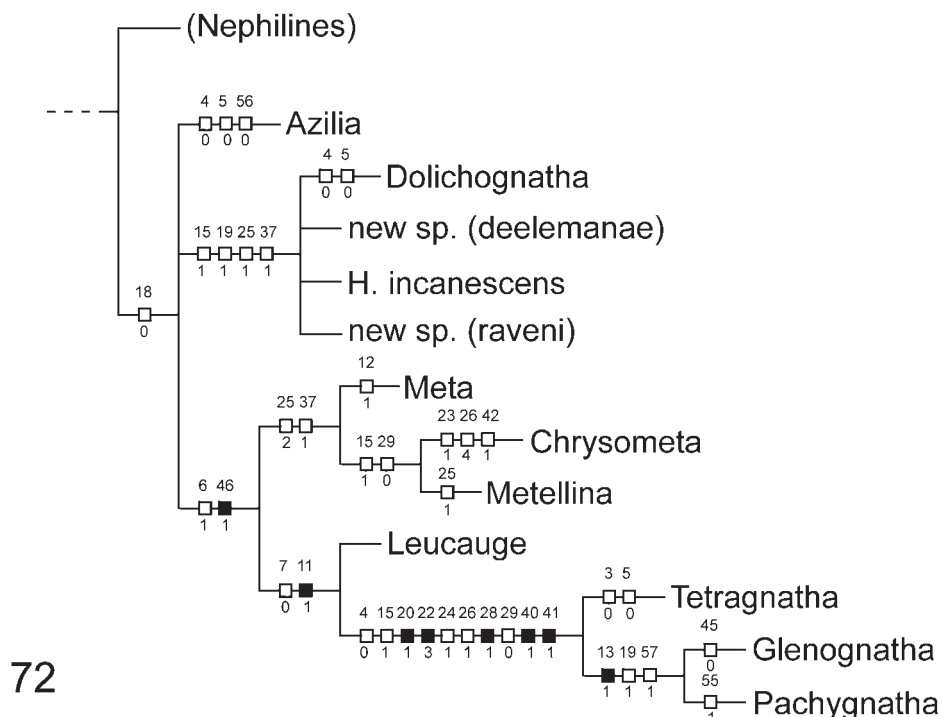 (Nephilines)
4 5 56
Azilia
0 0 0
4 5
Dolichognatha
0 0
15 19 25 37
new sp. (deelemanae)
1 1 1 1
H. incanescens
18
0
new sp. (raveni)
12
Meta
1
25 37
2 1
23 26 42
Chrysometa
1 4 1
15 29
1 0
25
Metellina
1
6 46
1 1
Leucauge
7 11
0 1
3 5
Tetragnatha
0 0
4 15 20 22 24 26 28 29 40 41
0 1 1 3 1 1 1 0 1 1
45
Glenognatha
0
13 19 57
1 1 1
55
Pachygnatha
1
72